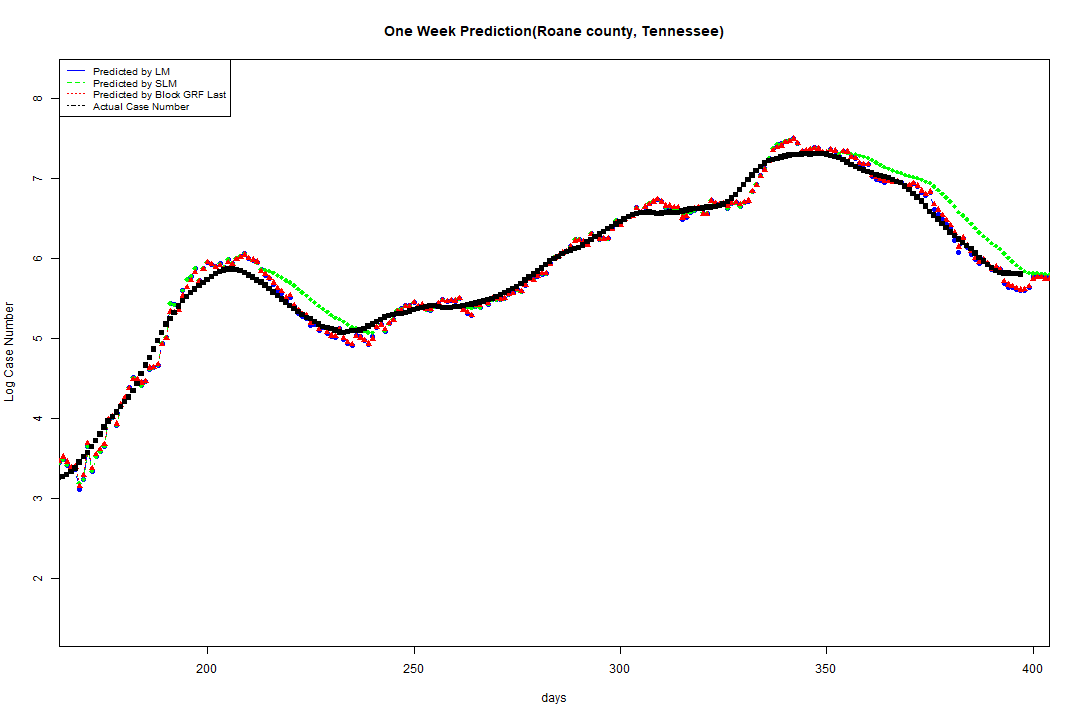 One Week Prediction(Roane county, Tennessee)
Predicted by LM
Predicted by SLM
Predicted by Block GRF Last
Actual Case Number
Log Case Number
8
7
6
5
4
3
2
200 250 300 350 400
days